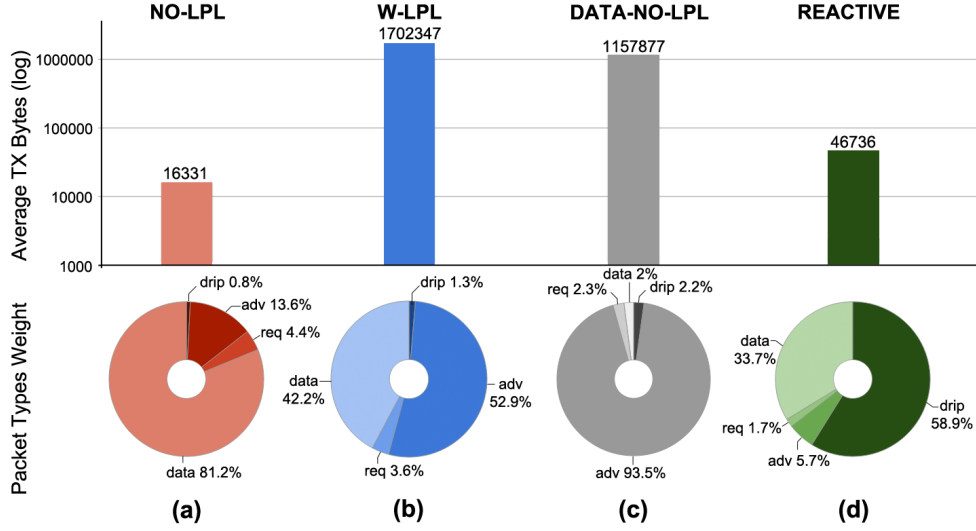 NO-LPL W-LPL DATA-NO-LPL REACTIVE
Average TX Bytes (log)
1000000
100000
10000
1000
16331
1702347
1157877
46736
Packet Types Weight
drip 0.8%
adv 13.6%
req 4.4%
data 81.2%
(a)
drip 1.3%
adv
52.9%
req 3.6%
data
42.2%
(b)
data 2%
drip 2.2%
req 2.3%
adv 93.5%
(c)
data
33.7%
req 1.7%
adv 5.7%
drip
58.9%
(d)